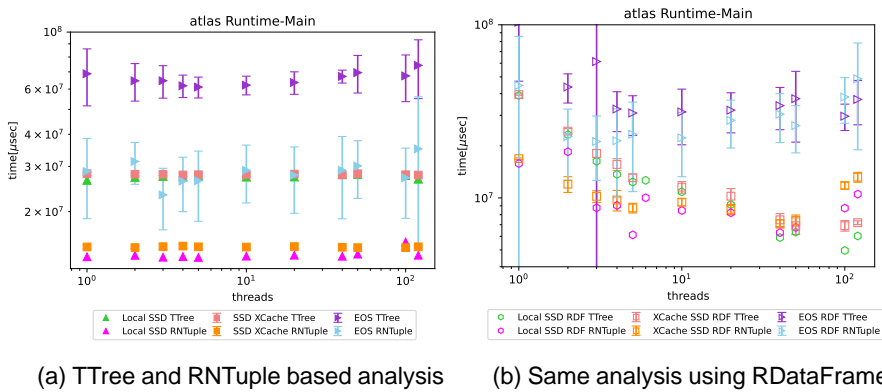 atlas Runtime-Main
10⁸
6 × 10⁷
4 × 10⁷
3 × 10⁷
2 × 10⁷
time[μsec]
10⁰ 10¹ 10²
threads
Local SSD TTree SSD XCache TTree EOS TTree
Local SSD RNTuple SSD XCache RNTuple EOS RNTuple
(a) TTree and RNTuple based analysis
atlas Runtime-Main
10⁸
10⁷
time[μsec]
10⁰ 10¹ 10²
threads
Local SSD RDF TTree XCache SSD RDF TTree EOS RDF TTree
Local SSD RDF RNTuple XCache SSD RDF RNTuple EOS RDF RNTuple
(b) Same analysis using RDataFrame